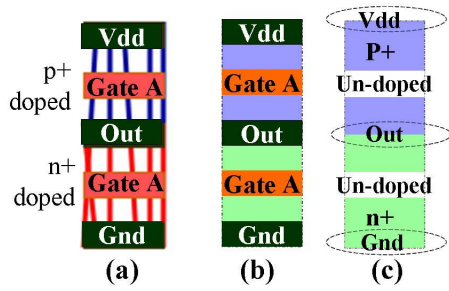 p+
doped
n+
doped
Vdd
Gate A
Out
Gate A
Gnd
(a)
Vdd
Gate A
Out
Gate A
Gnd
(b)
Vdd
P+
Un-doped
Out
Un-doped
n+
Gnd
(c)